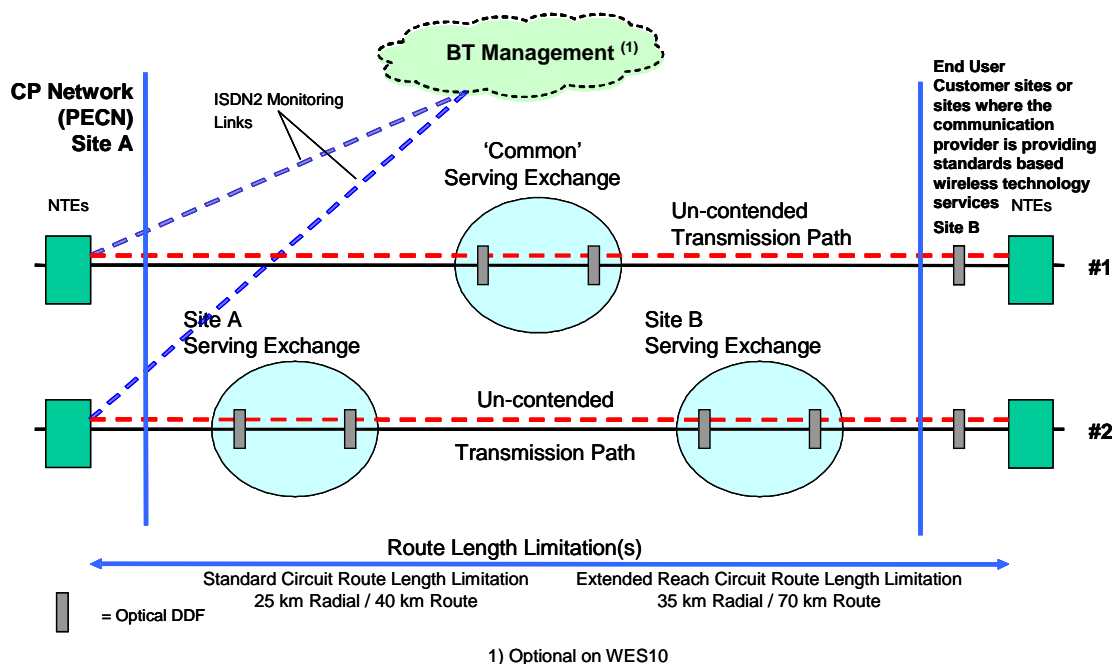 BT Management (1)
CP Network
(PECN)
Site A
ISDN2 Monitoring
Links
End User
Customer sites or
sites where the
communication
provider is providing
standards based
wireless technology
services
NTEs
Site B
'Common'
Serving Exchange
NTEs
Un-contended
Transmission Path
#1
Site A
Serving Exchange
Site B
Serving Exchange
Un-contended
Transmission Path
#2
Route Length Limitation(s)
Standard Circuit Route Length Limitation
25 km Radial / 40 km Route
Extended Reach Circuit Route Length Limitation
35 km Radial / 70 km Route
= Optical DDF
1) Optional on WES10